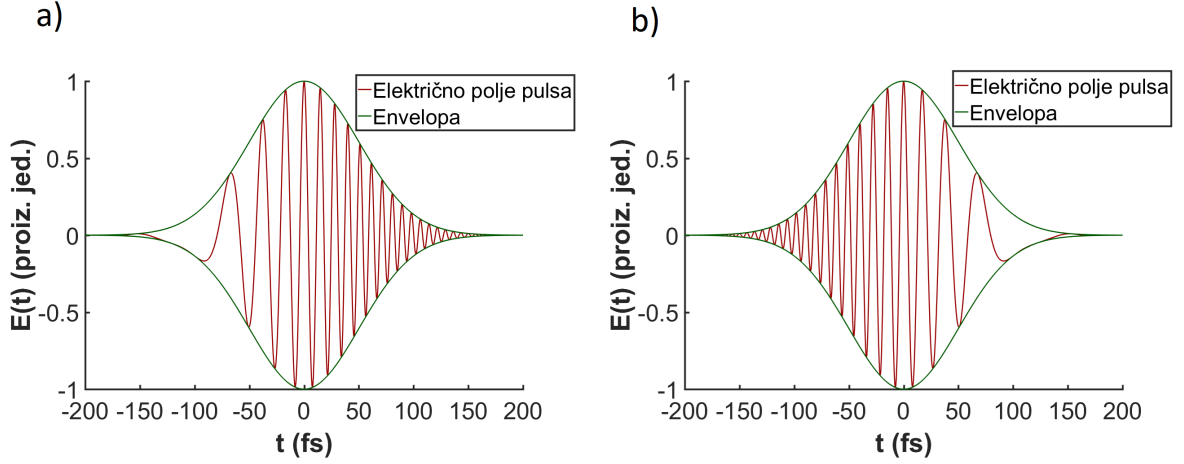 a)
Električno polje pulsa
Envelopa
1
0.5
0
-0.5
-1
E(t) (proiz. jed.)
-200 -150 -100 -50 0 50 100 150 200
t (fs)
b)
Električno polje pulsa
Envelopa
1
0.5
0
-0.5
-1
E(t) (proiz. jed.)
-200 -150 -100 -50 0 50 100 150 200
t (fs)